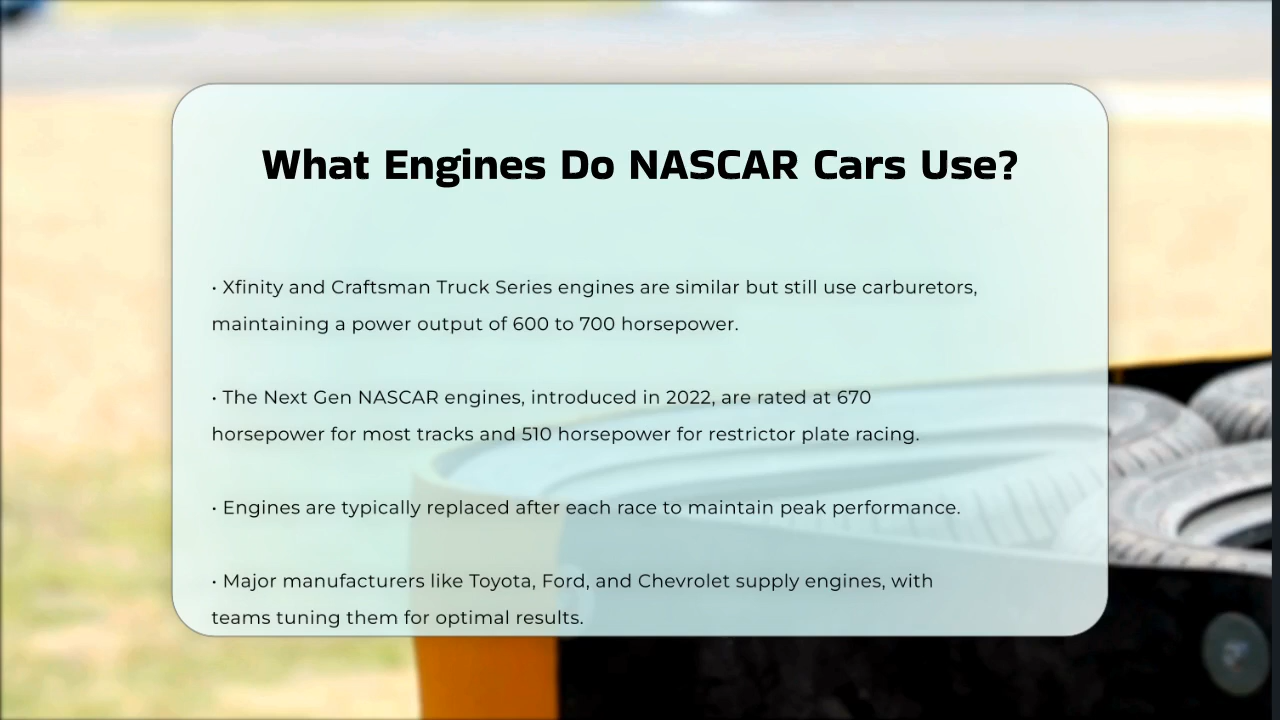 What Engines Do NASCAR Cars Use?
• Xfinity and Craftsman Truck Series engines are similar but still use carburetors,
maintaining a power output of 600 to 700 horsepower.
• The Next Gen NASCAR engines, introduced in 2022, are rated at 670
horsepower for most tracks and 510 horsepower for restrictor plate racing.
• Engines are typically replaced after each race to maintain peak performance.
• Major manufacturers like Toyota, Ford, and Chevrolet supply engines, with
teams tuning them for optimal results.